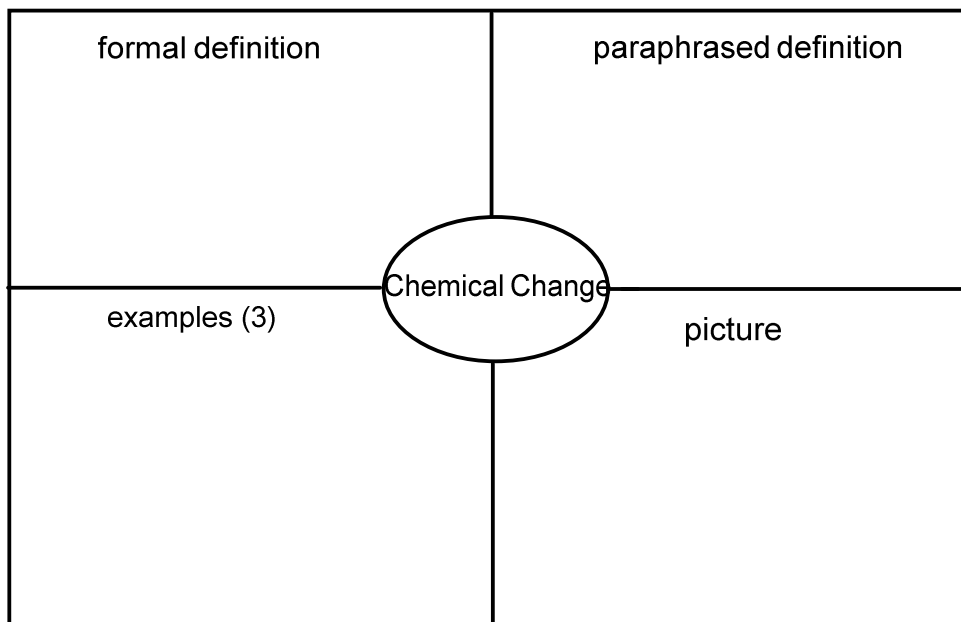 formal definition
paraphrased definition
Chemical Change
examples (3)
picture